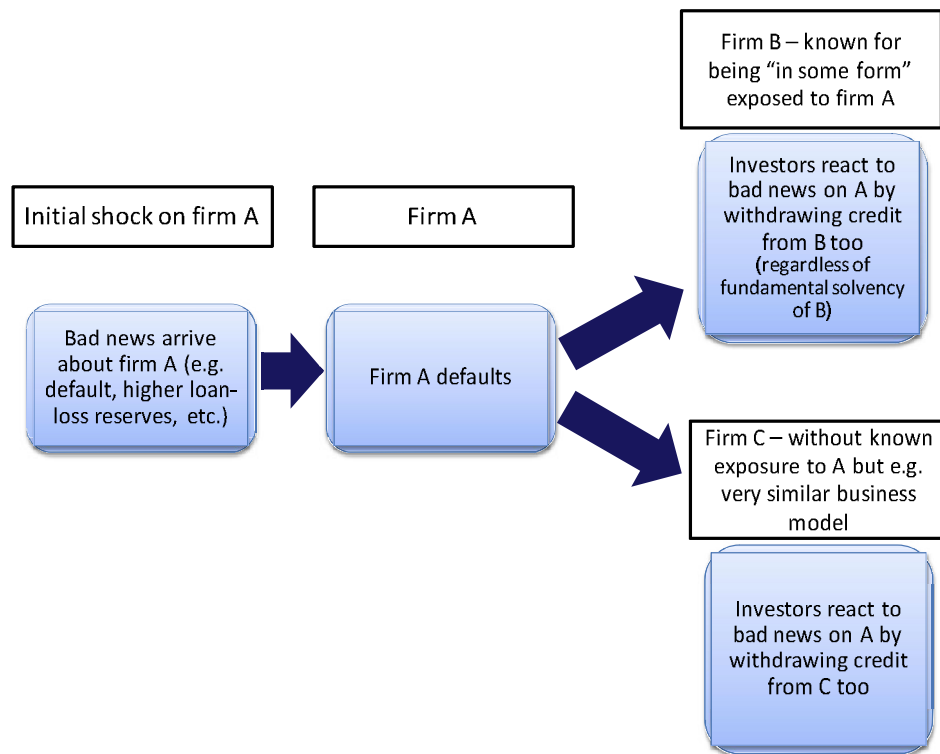 Initial shock on firm A
Bad news arrive
about firm A (e.g.
default, higher loan-
loss reserves, etc.)
Firm A
Firm A defaults
Firm B – known for
being “in some form”
exposed to firm A
Investors react to
bad news on A by
withdrawing credit
from B too
(regardless of
fundamental solvency
of B)
Firm C – without known
exposure to A but e.g.
very similar business
model
Investors react to
bad news on A by
withdrawing credit
from C too